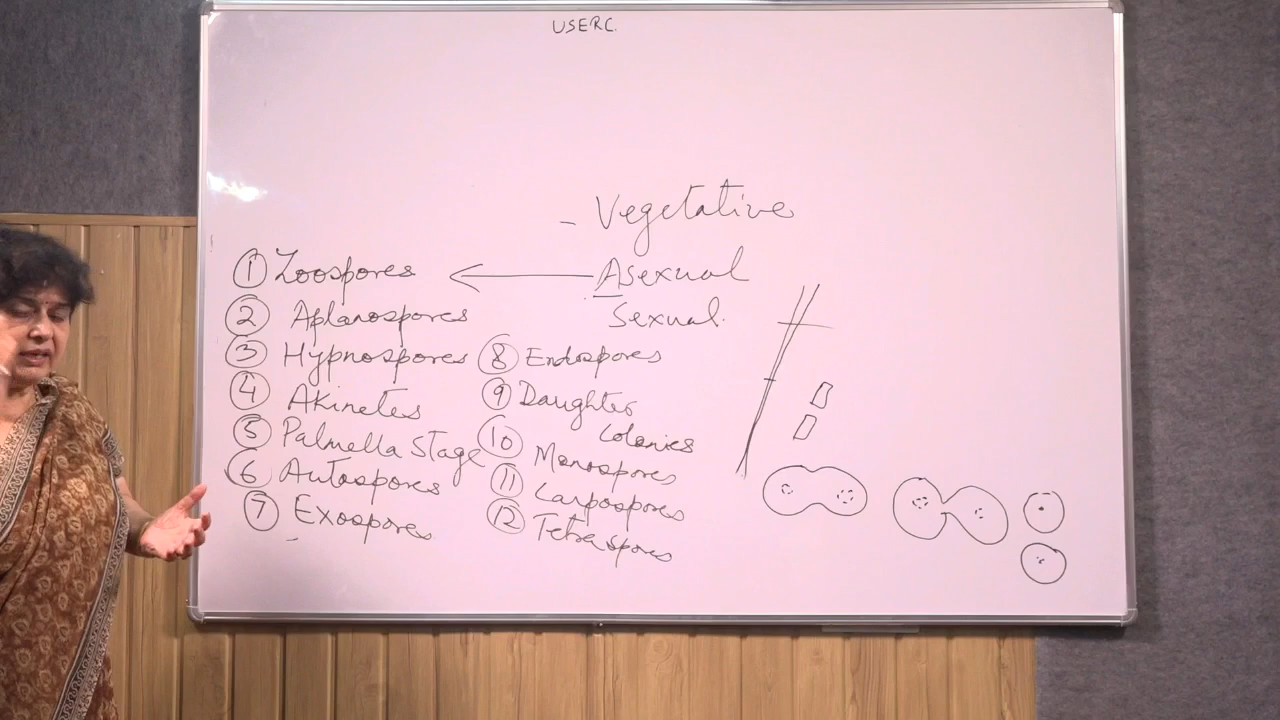 USERC.
- Vegetative
Asexual
Sexual.
① Zoospores
② Aplanospores
③ Hypnospores
④ Akinetes
⑤ Palmella Stage
⑥ Autospores
⑦ Exospores
⑧ Endospores
⑨ Daughter
Colonies
⑩ Monospores
⑪ Carpospores
⑫ Tetraspores